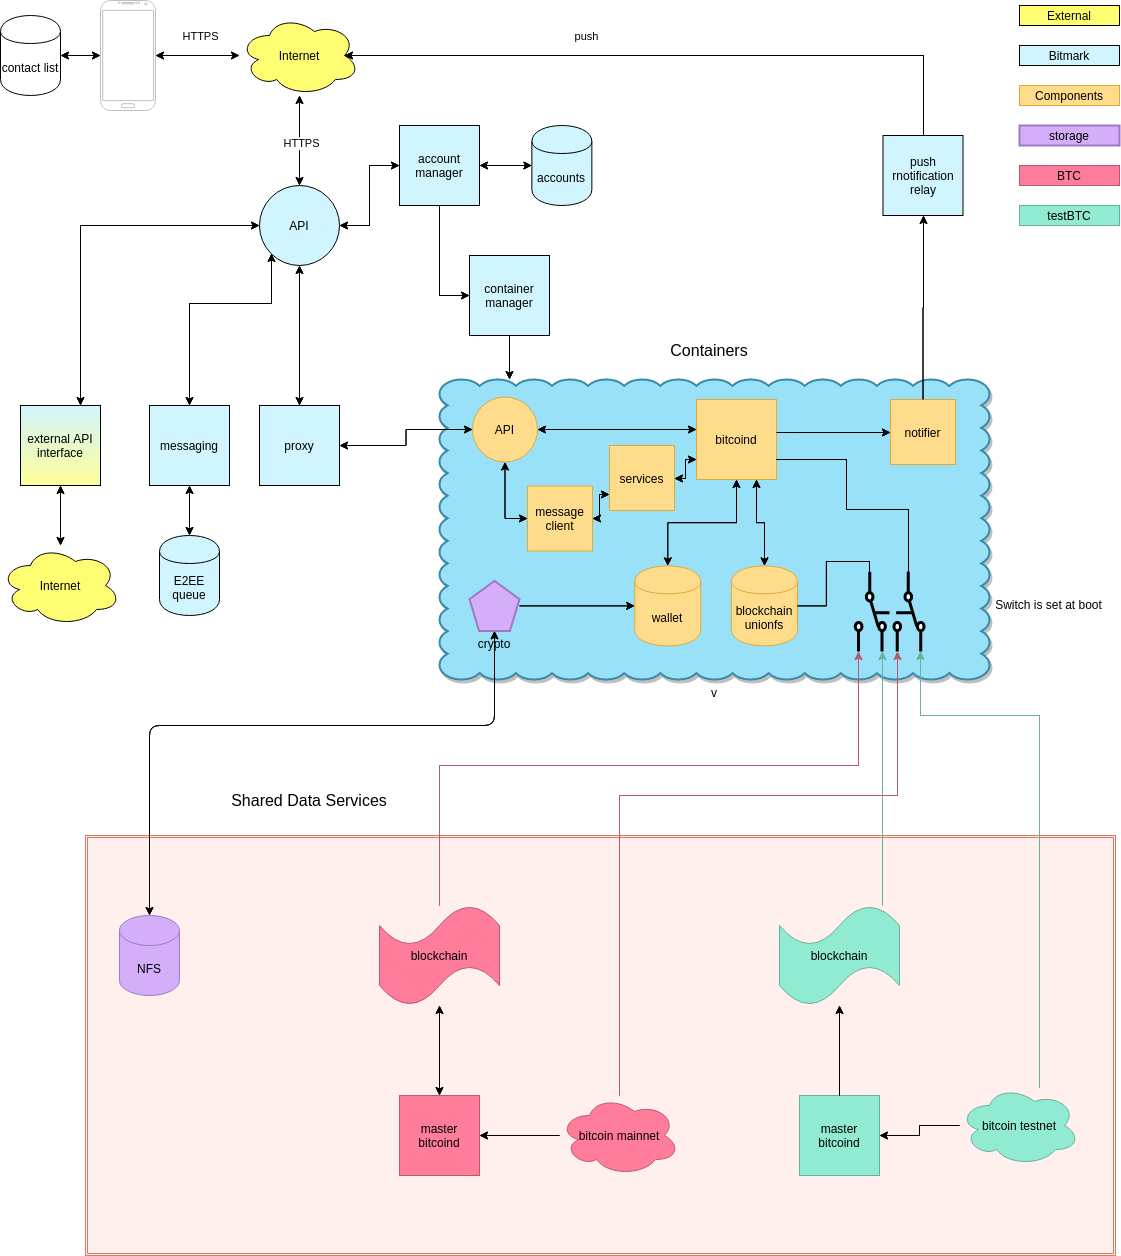 External
HTTPS
push
Internet
Bitmark
contact list
Components
storage
HTTPS
account
manager
accounts
push
rnotification
relay
BTC
testBTC
API
container
manager
Containers
external API
interface
messaging
proxy
API
bitcoind
notifier
services
message
client
Internet
E2EE
queue
crypto
wallet
blockchain
unionfs
Switch is set at boot
v
Shared Data Services
NFS
blockchain
blockchain
master
bitcoind
bitcoin mainnet
master
bitcoind
bitcoin testnet